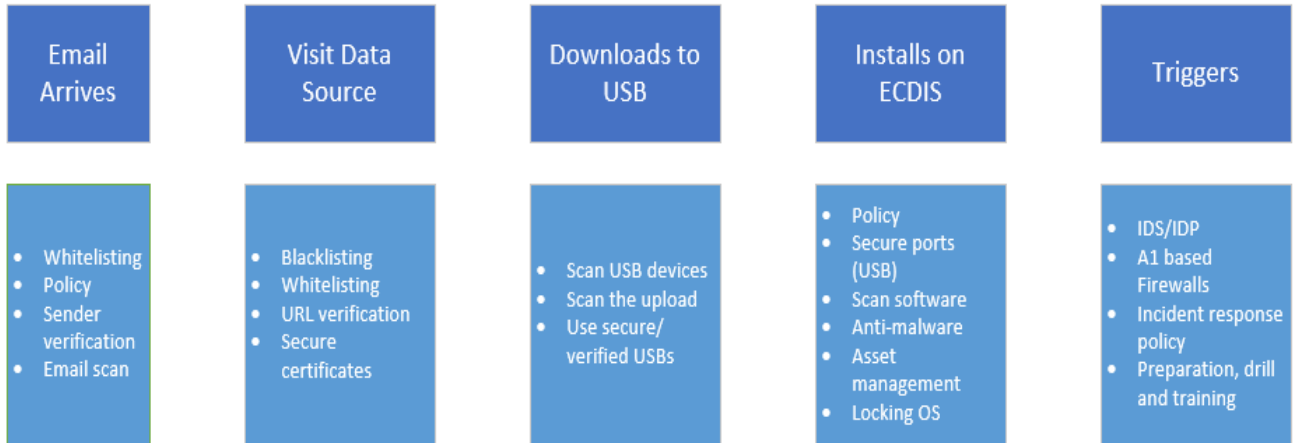 Email
Arrives
Visit Data
Source
Downloads to
USB
Installs on
ECDIS
Triggers
• Whitelisting
• Policy
• Sender
verification
• Email scan
• Blacklisting
• Whitelisting
• URL verification
• Secure
certificates
• Scan USB devices
• Scan the upload
• Use secure/
verified USBs
• Policy
• Secure ports
(USB)
• Scan software
• Anti-malware
• Asset
management
• Locking OS
• IDS/IDP
• A1 based
Firewalls
• Incident response
policy
• Preparation, drill
and training